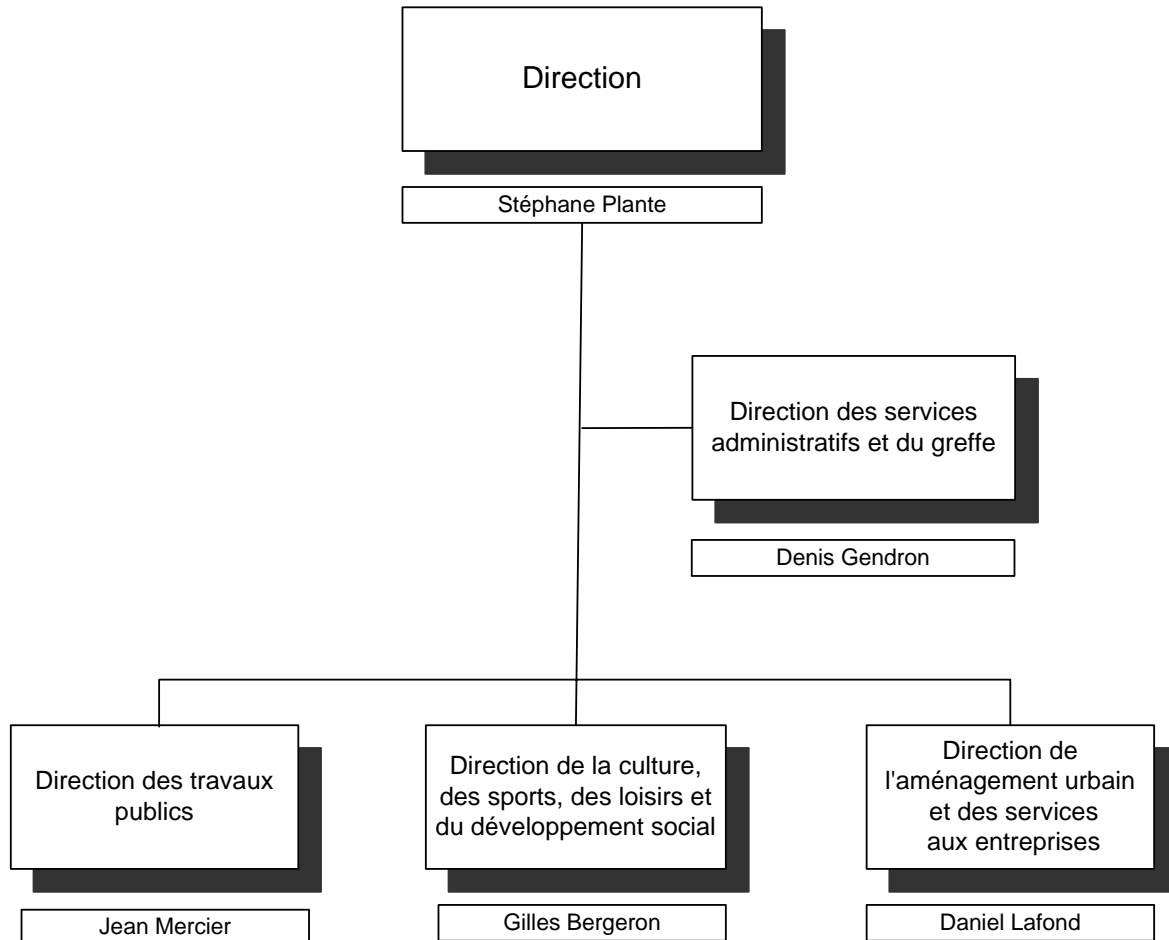 Direction
Stéphane Plante
Direction des services
administratifs et du greffe
Denis Gendron
Direction des travaux
publics
Jean Mercier
Direction de la culture,
des sports, des loisirs et
du développement social
Gilles Bergeron
Direction de
l'aménagement urbain
et des services
aux entreprises
Daniel Lafond